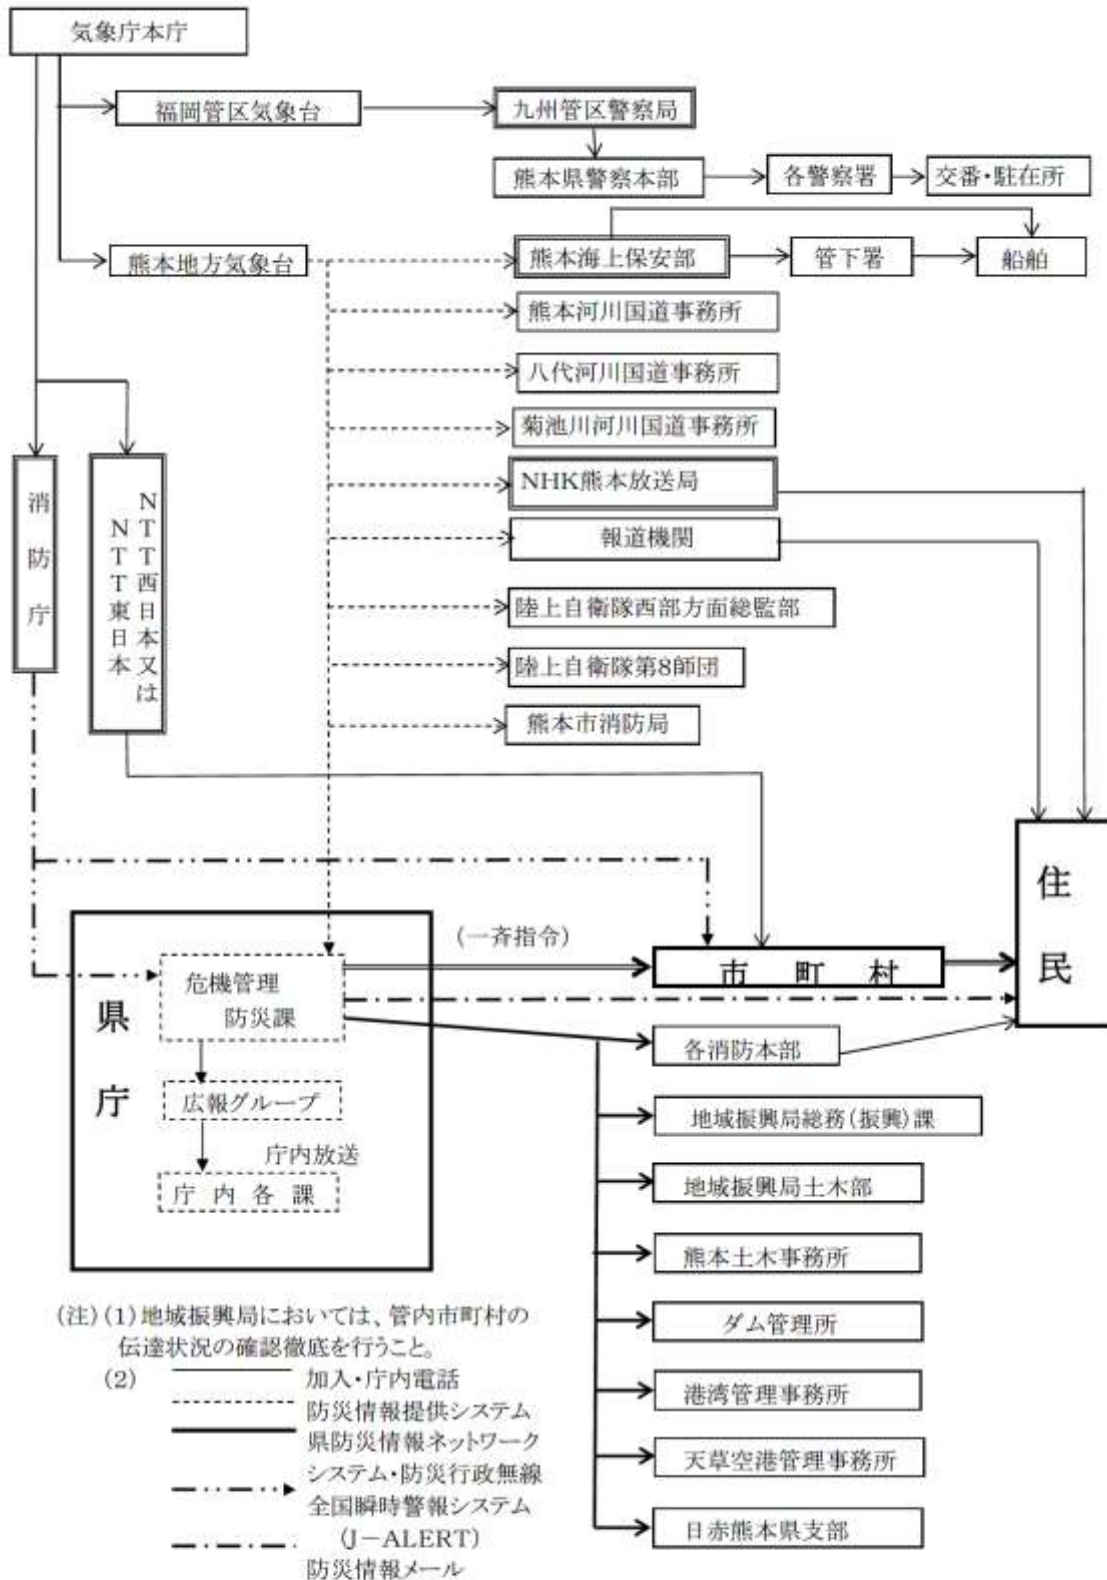 気象庁本庁
福岡管区気象台
九州管区警察局
熊本県警察本部
各警察署
交番・駐在所
熊本地方気象台
熊本海上保安部
管下署
船舶
熊本河川国道事務所
八代河川国道事務所
菊池川河川国道事務所
NHK熊本放送局
報道機関
陸上自衛隊西部方面総監部
陸上自衛隊第8師団
熊本市消防局
消防庁
NTT西日本又は
NTT東日本
住民
(一斉指令)
市町村
県庁
危機管理
防災課
広報グループ
庁内放送
庁内各課
各消防本部
地域振興局総務(振興)課
地域振興局土木部
熊本土木事務所
ダム管理所
港湾管理事務所
天草空港管理事務所
日赤熊本県支部
(注)(1)地域振興局においては、管内市町村の
伝達状況の確認徹底を行うこと。
(2)
加入・庁内電話
防災情報提供システム
県防災情報ネットワーク
システム・防災行政無線
全国瞬時警報システム
(J-ALERT)
防災情報メール